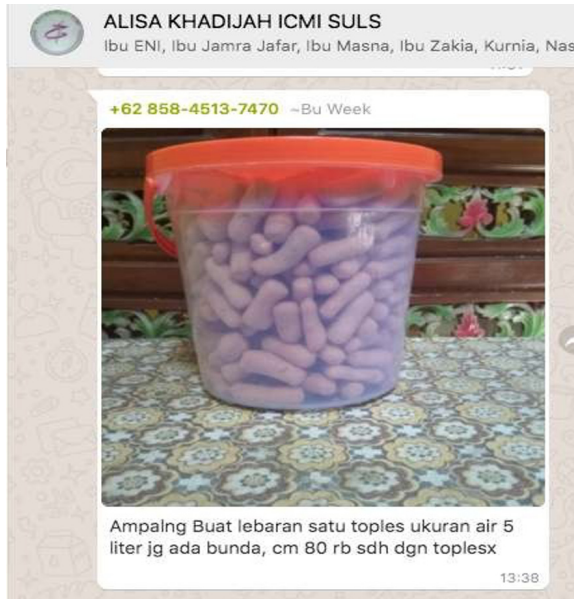 ALISA KHADIJAH ICMI SULS
Ibu ENI, Ibu Jamra Jafar, Ibu Masna, Ibu Zakia, Kurnia, Nas
+62 858-4513-7470 ~Bu Week
Ampalng Buat lebaran satu toples ukuran air 5
liter jg ada bunda, cm 80 rb sdh dgn toplesx
13:38